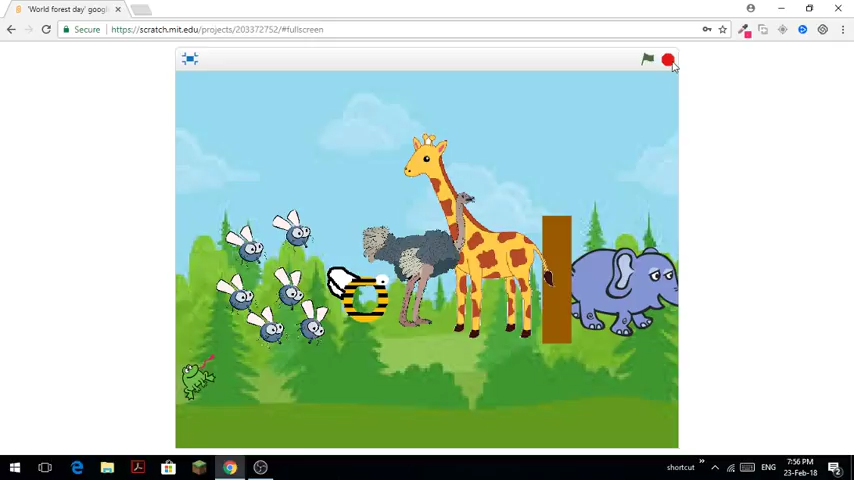 'World forest day' googl
Secure
https://scratch.mit.edu/projects/203372752/#fullscreen
shortcut
ENG
7:56 PM
23-Feb-18
2